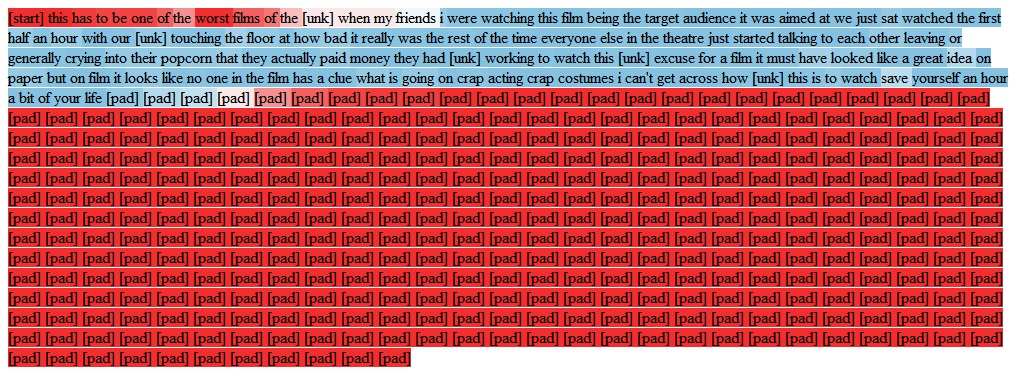 [start] this has to be one of the worst films of the [unk] when my friends i were watching this film being the target audience it was aimed at we just sat watched the first
half an hour with our [unk] touching the floor at how bad it really was the rest of the time everyone else in the theatre just started talking to each other leaving or
generally crying into their popcorn that they actually paid money they had [unk] working to watch this [unk] excuse for a film it must have looked like a great idea on
paper but on film it looks like no one in the film has a clue what is going on crap acting crap costumes i can't get across how [unk] this is to watch save yourself an hour
a bit of your life [pad] [pad] [pad] [pad] [pad] [pad] [pad] [pad] [pad] [pad] [pad] [pad] [pad] [pad] [pad] [pad] [pad] [pad] [pad] [pad] [pad] [pad] [pad] [pad]
[pad] [pad] [pad] [pad] [pad] [pad] [pad] [pad] [pad] [pad] [pad] [pad] [pad] [pad] [pad] [pad] [pad] [pad] [pad] [pad] [pad] [pad] [pad] [pad] [pad] [pad] [pad]
[pad] [pad] [pad] [pad] [pad] [pad] [pad] [pad] [pad] [pad] [pad] [pad] [pad] [pad] [pad] [pad] [pad] [pad] [pad] [pad] [pad] [pad] [pad] [pad] [pad] [pad] [pad]
[pad] [pad] [pad] [pad] [pad] [pad] [pad] [pad] [pad] [pad] [pad] [pad] [pad] [pad] [pad] [pad] [pad] [pad] [pad] [pad] [pad] [pad] [pad] [pad] [pad] [pad] [pad]
[pad] [pad] [pad] [pad] [pad] [pad] [pad] [pad] [pad] [pad] [pad] [pad] [pad] [pad] [pad] [pad] [pad] [pad] [pad] [pad] [pad] [pad] [pad] [pad] [pad] [pad] [pad]
[pad] [pad] [pad] [pad] [pad] [pad] [pad] [pad] [pad] [pad] [pad] [pad] [pad] [pad] [pad] [pad] [pad] [pad] [pad] [pad] [pad] [pad] [pad] [pad] [pad] [pad] [pad]
[pad] [pad] [pad] [pad] [pad] [pad] [pad] [pad] [pad] [pad] [pad] [pad] [pad] [pad] [pad] [pad] [pad] [pad] [pad] [pad] [pad] [pad] [pad] [pad] [pad] [pad] [pad]
[pad] [pad] [pad] [pad] [pad] [pad] [pad] [pad] [pad] [pad] [pad] [pad] [pad] [pad] [pad] [pad] [pad] [pad] [pad] [pad] [pad] [pad] [pad] [pad] [pad] [pad] [pad]
[pad] [pad] [pad] [pad] [pad] [pad] [pad] [pad] [pad] [pad] [pad] [pad] [pad] [pad] [pad] [pad] [pad] [pad] [pad] [pad] [pad] [pad] [pad] [pad] [pad] [pad] [pad]
[pad] [pad] [pad] [pad] [pad] [pad] [pad] [pad] [pad] [pad] [pad] [pad] [pad] [pad] [pad] [pad] [pad] [pad] [pad] [pad] [pad] [pad] [pad] [pad] [pad] [pad] [pad]
[pad] [pad] [pad] [pad] [pad] [pad] [pad] [pad] [pad] [pad] [pad] [pad] [pad] [pad] [pad] [pad] [pad] [pad] [pad] [pad] [pad] [pad] [pad] [pad] [pad] [pad] [pad]
[pad] [pad] [pad] [pad] [pad] [pad] [pad] [pad] [pad] [pad] [pad] [pad] [pad] [pad] [pad] [pad] [pad] [pad] [pad] [pad] [pad] [pad] [pad] [pad] [pad] [pad] [pad]
[pad] [pad] [pad] [pad] [pad] [pad] [pad] [pad] [pad] [pad] [pad] [pad] [pad] [pad] [pad] [pad] [pad] [pad] [pad] [pad] [pad] [pad] [pad] [pad] [pad] [pad] [pad]
[pad] [pad] [pad] [pad] [pad] [pad] [pad] [pad] [pad] [pad] [pad]